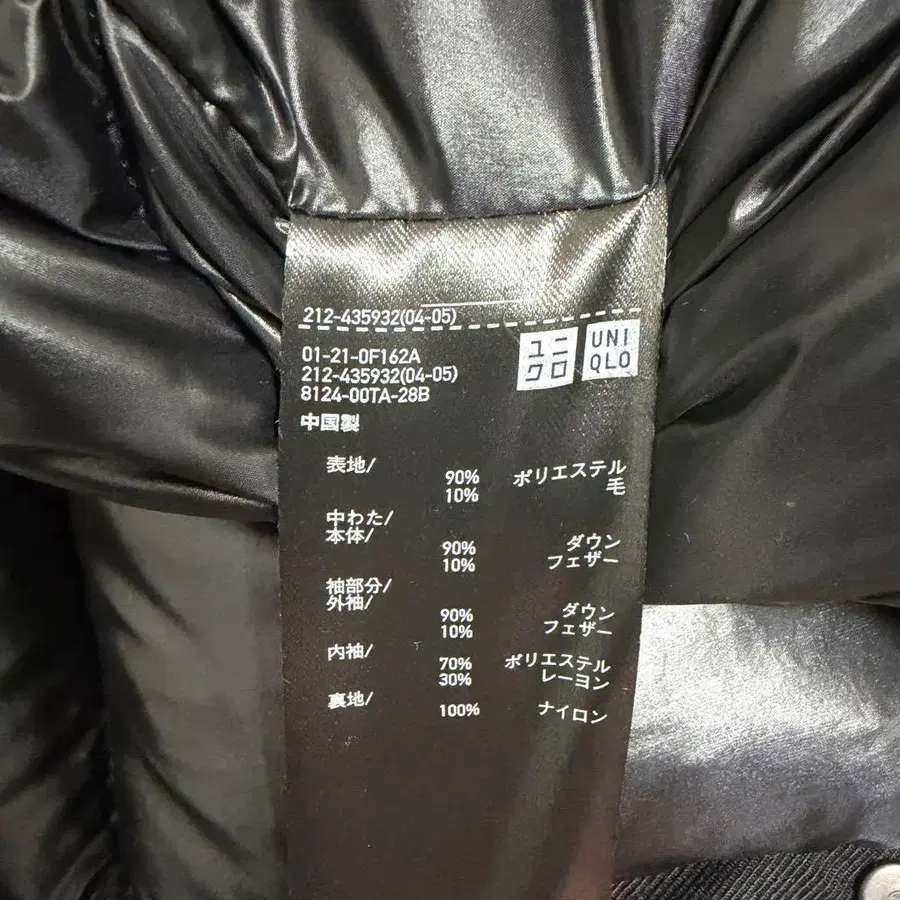 212-435932(04-05)
ユニ
クロ
UNI
QLO
01-21-0F162A
212-435932(04-05)
8124-00TA-28B
中国製
表地/
90% ポリエステル
10% 毛
中わた/
本体/
90% ダウン
10% フェザー
袖部分/
外袖/
90% ダウン
10% フェザー
内袖/
70% ポリエステル
30% レーヨン
裏地/
100% ナイロン